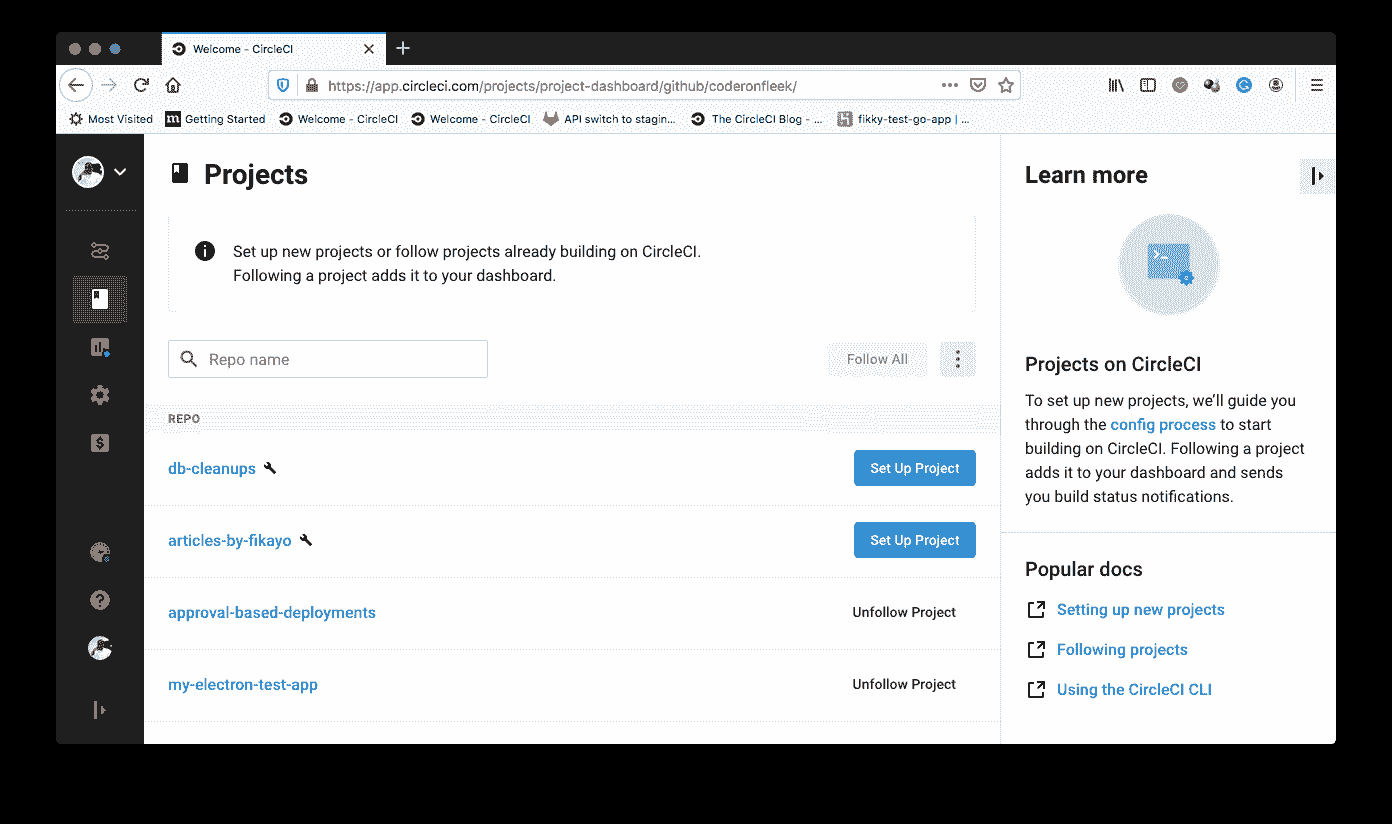 Welcome - CircleCI
https://app.circleci.com/projects/project-dashboard/github/coderonfleek/
Most Visited
Getting Started
Welcome - CircleCI
Welcome - CircleCI
API switch to stagin...
The CircleCI Blog - ...
fikky-test-go-app | ...
Projects
Set up new projects or follow projects already building on CircleCI.
Following a project adds it to your dashboard.
Repo name
Follow All
REPO
db-cleanups
Set Up Project
articles-by-fikayo
Set Up Project
approval-based-deployments
Unfollow Project
my-electron-test-app
Unfollow Project
Learn more
Projects on CircleCI
To set up new projects, we'll guide you
through the config process to start
building on CircleCI. Following a project
adds it to your dashboard and sends
you build status notifications.
Popular docs
Setting up new projects
Following projects
Using the CircleCI CLI